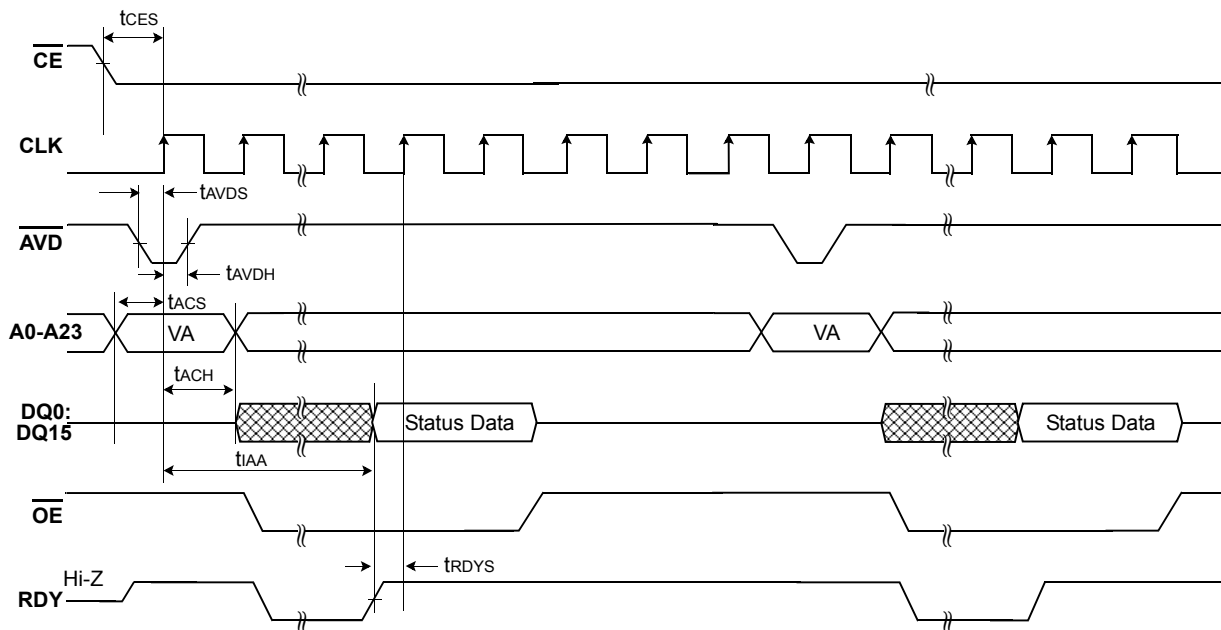 tCES
CE
CLK
tAVDS
AVD
tAVDH
tACS
A0-A23
VA
VA
tACH
DQ0:
DQ15
Status Data
Status Data
tIAA
OE
tRDYS
Hi-Z
RDY